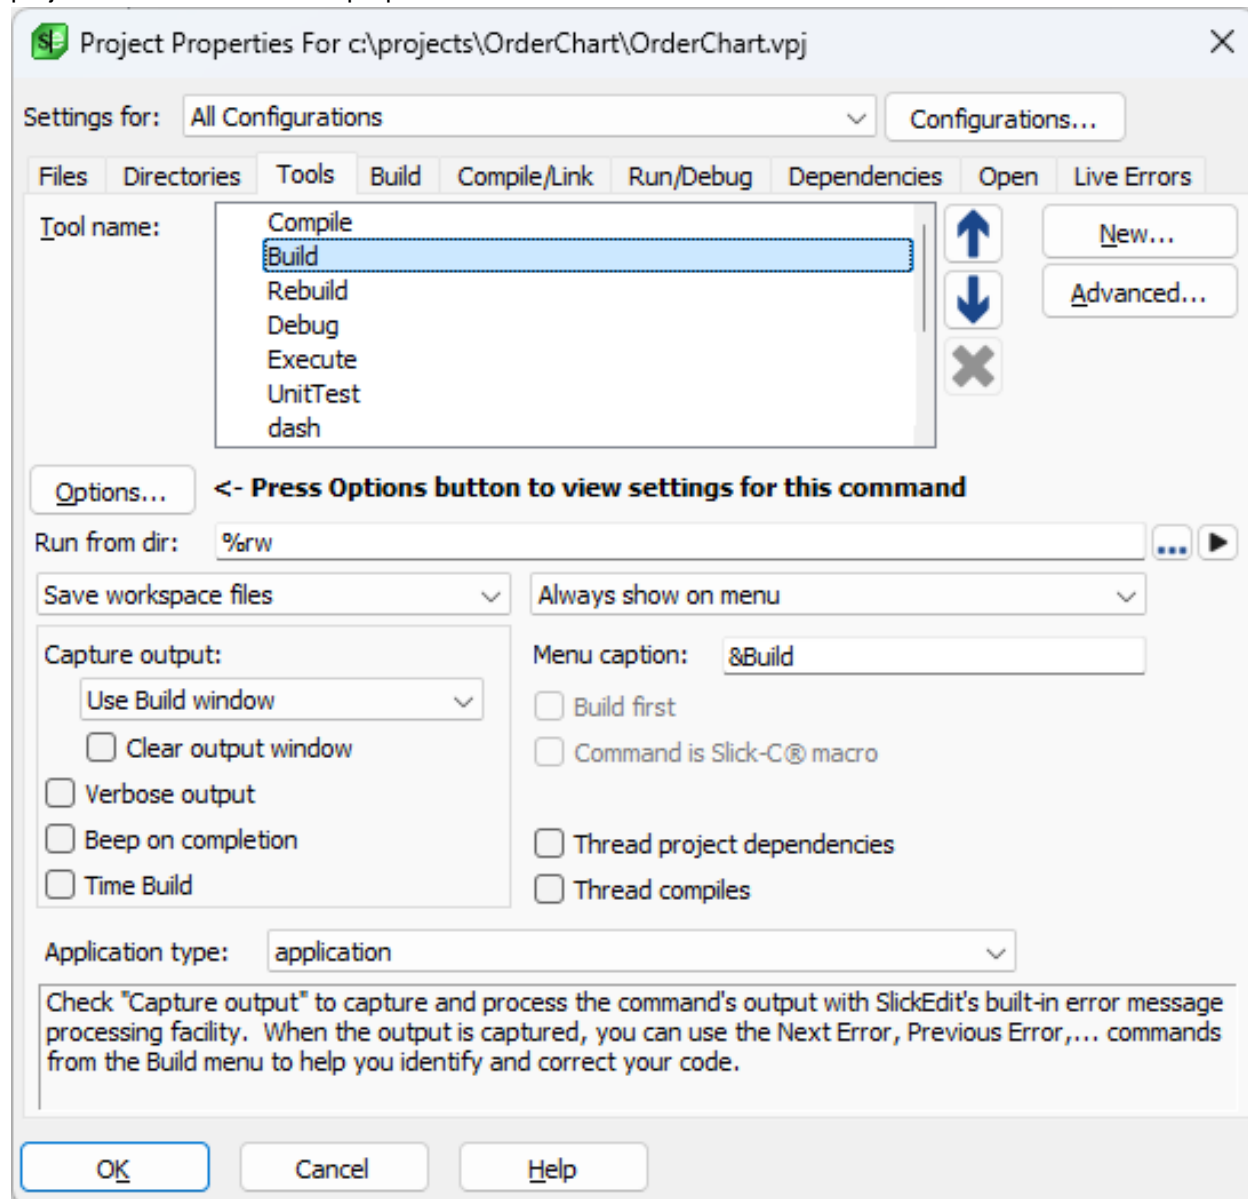 Project Properties For c:\projects\OrderChart\OrderChart.vpj
Settings for: All Configurations Configurations...
Files Directories Tools Build Compile/Link Run/Debug Dependencies Open Live Errors
Tool name:
Compile
Build
Rebuild
Debug
Execute
UnitTest
dash
New...
Advanced...
Options... <- Press Options button to view settings for this command
Run from dir: %rw ...
Save workspace files Always show on menu
Capture output: Menu caption: &Build
Use Build window Build first
Clear output window Command is Slick-C® macro
Verbose output
Beep on completion Thread project dependencies
Time Build Thread compiles
Application type: application
Check "Capture output" to capture and process the command's output with SlickEdit's built-in error message
processing facility. When the output is captured, you can use the Next Error, Previous Error,... commands
from the Build menu to help you identify and correct your code.
OK Cancel Help